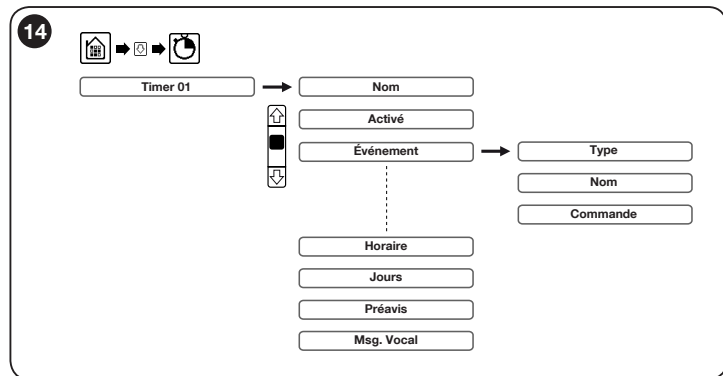 14
Timer 01
Nom
Activé
Événement
Type
Nom
Commande
Horaire
Jours
Préavis
Msg. Vocal